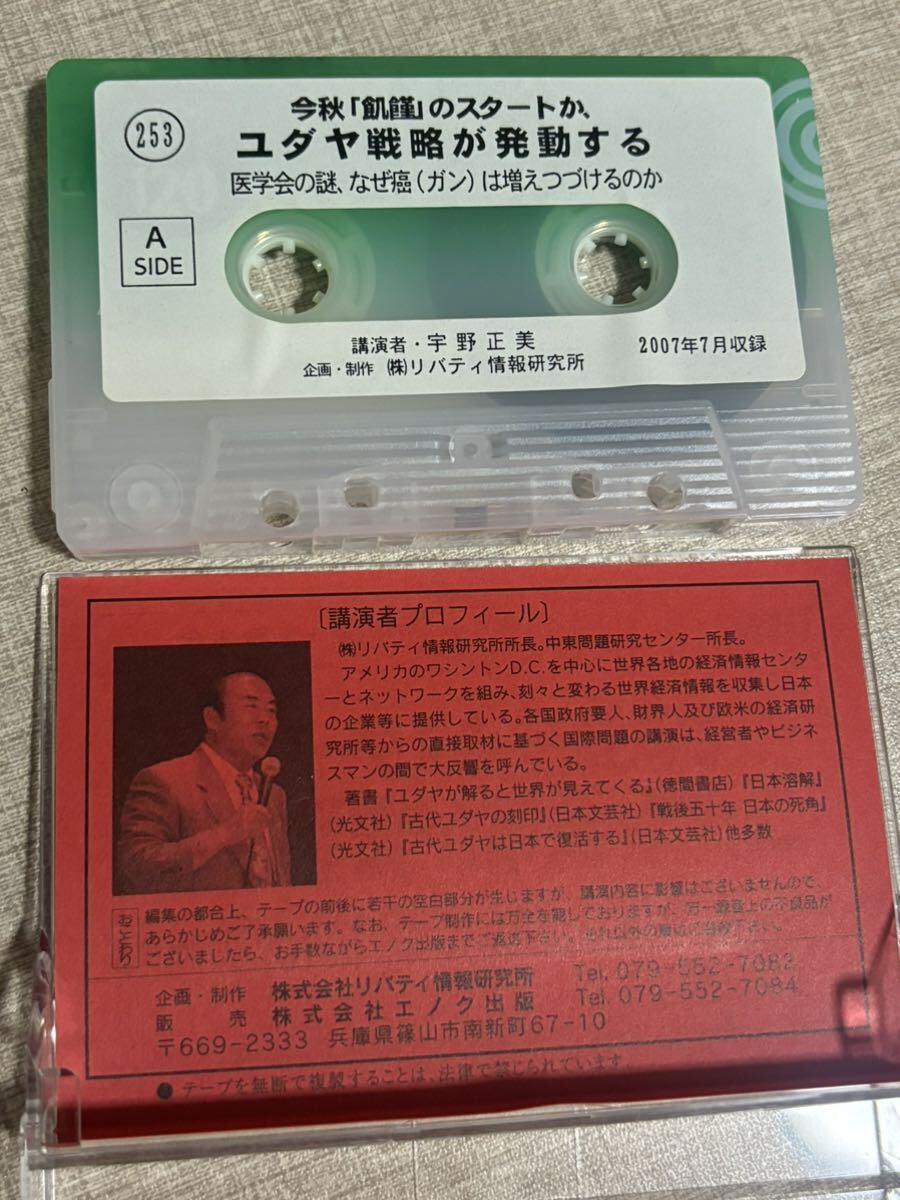 今秋「飢饉」のスタートか、
253
ユダヤ戦略が発動する
医学会の謎、なぜ癌(ガン)は増えつづけるのか
A
SIDE
講演者・宇野正美
2007年7月収録
企画・制作 ㈱リバティ情報研究所
〔講演者プロフィール〕
㈱リバティ情報研究所所長。中東問題研究センター所長。
アメリカのワシントンD.C.を中心に世界各地の経済情報センタ
ーとネットワークを組み、刻々と変わる世界経済情報を収集し日本
の企業等に提供している。各国政府要人、財界人及び欧米の経済研
究所等からの直接取材に基づく国際問題の講演は、経営者やビジネ
スマンの間で大反響を呼んでいる。
著書『ユダヤが解ると世界が見えてくる』(徳間書店)『日本溶解』
(光文社)『古代ユダヤの刻印』(日本文芸社)『戦後五十年 日本の死角』
(光文社)『古代ユダヤは日本で復活する』(日本文芸社)他多数
おことわり
編集の都合上、テープの前後に若干の空白部分が生じますが、講演内容に影響はございませんので、
あらかじめご了承願います。なお、テープ制作には万全を配しておりますが、万一録音上の不良品が
ございましたら、お手数ながらエノク出版までご返送下さい。それ以外の
企画・制作 株式会社リバティ情報研究所 Tel. 079-552-7082
販売 株式会社エノク出版 Tel. 079-552-7084
〒669-2333 兵庫県篠山市南新町67-10
● テープを無断で複製することは、法律で禁じられています。